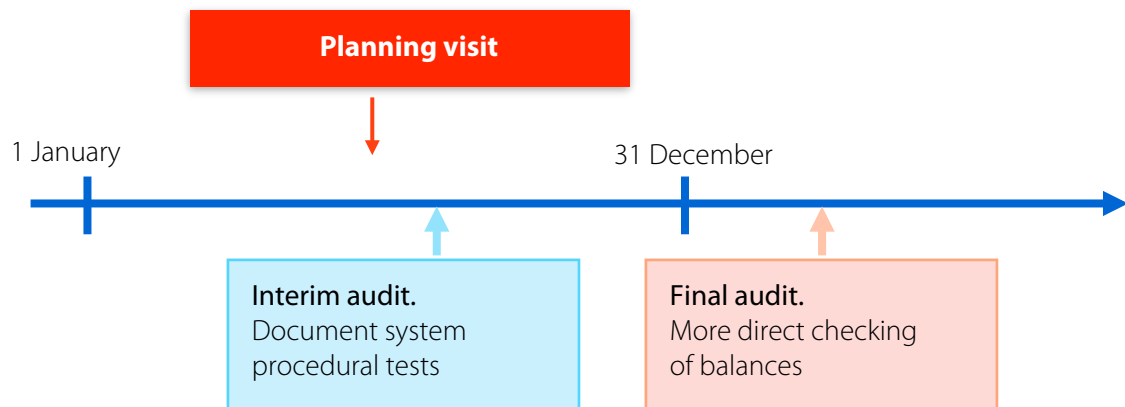 Planning visit
1 January
31 December
Interim audit.
Document system
procedural tests
Final audit.
More direct checking
of balances